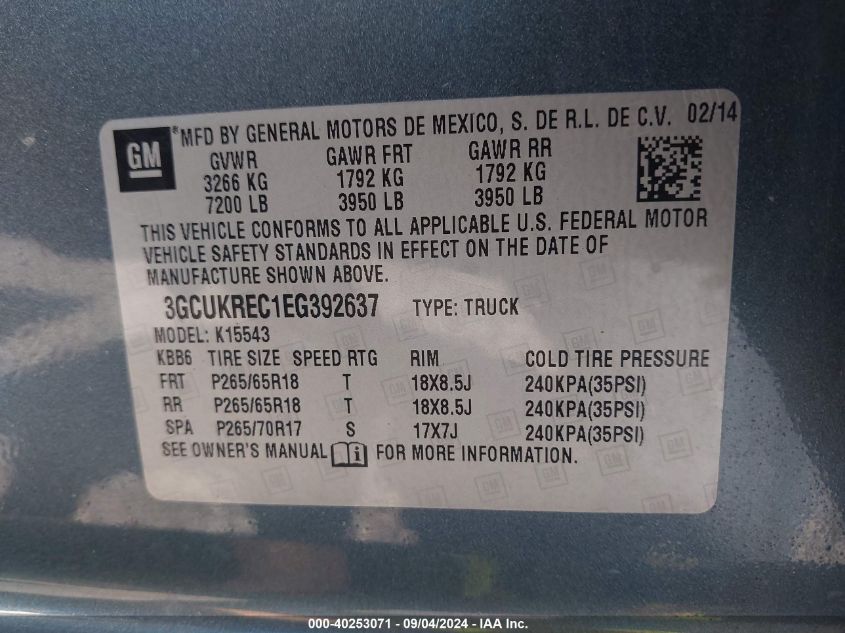 GM
*MFD BY GENERAL MOTORS DE MEXICO, S. DE R.L. DE C.V. 02/14
GVWR GAWR FRT GAWR RR
3266 KG 1792 KG 1792 KG
7200 LB 3950 LB 3950 LB
THIS VEHICLE CONFORMS TO ALL APPLICABLE U.S. FEDERAL MOTOR
VEHICLE SAFETY STANDARDS IN EFFECT ON THE DATE OF
MANUFACTURE SHOWN ABOVE.
3GCUKREC1EG392637 TYPE: TRUCK
MODEL: K15543
KBB6 TIRE SIZE SPEED RTG RIM COLD TIRE PRESSURE
FRT P265/65R18 T 18X8.5J 240KPA(35PSI)
RR P265/65R18 T 18X8.5J 240KPA(35PSI)
SPA P265/70R17 S 17X7J 240KPA(35PSI)
SEE OWNER'S MANUAL FOR MORE INFORMATION.
000-40253071 - 09/04/2024 - IAA Inc.